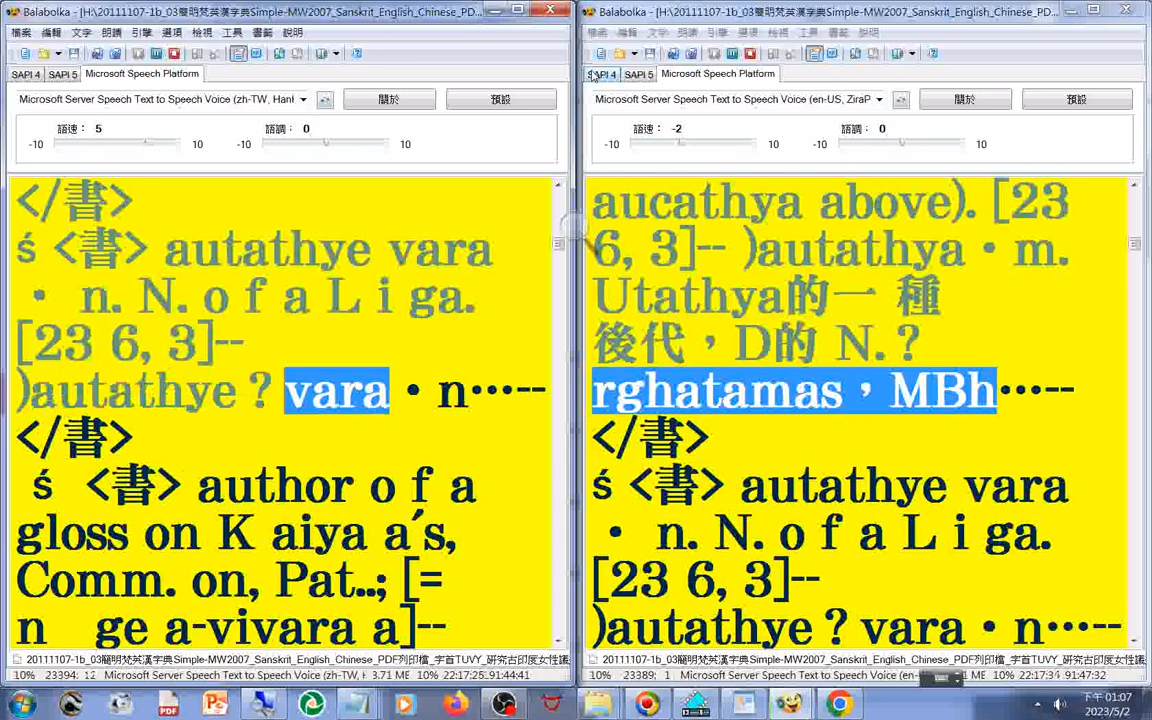 Balabolka - [H:\20111107-1b_03簡明梵英漢字典Simple-MW2007_Sanskrit_English_Chinese_PD...
檔案 編輯 文字 朗讀 引擎 選項 檢視 工具 書籤 說明
SAPI 4 SAPI 5 Microsoft Speech Platform
Microsoft Server Speech Text to Speech Voice (zh-TW, HanH 關於 預設
語速： 5 語調： 0
-10 10 -10 10
</書>
ś <書> autathye vara
• n. N. o f a L i ga.
[23 6, 3]--
)autathye？vara • n…--
</書>
ś <書> author o f a
gloss on K aiya a´s,
Comm. on, Pat..; [=
n ge a-vivara a]--
20111107-1b_03簡明梵英漢字典Simple-MW2007_Sanskrit_English_Chinese_PDF列印檔_字首TUVY_研究古印度女性議
10% 23394: 12 Microsoft Server Speech Text to Speech Voice (zh-TW, H 3.71 ME 10% 22:17:25.91:44:41
Balabolka - [H:\20111107-1b_03簡明梵英漢字典Simple-MW2007_Sanskrit_English_Chinese_PD...
檔案 編輯 文字 朗讀 引擎 選項 檢視 工具 書籤 說明
SAPI 4 SAPI 5 Microsoft Speech Platform
Microsoft Server Speech Text to Speech Voice (en-US, ZiraP 關於 預設
語速： -2 語調： 0
-10 10 -10 10
aucathya above). [23
6, 3]-- )autathya • m.
Utathya的一 種
後代，D的 N.？
rghatamas，MBh…--
</書>
ś <書> autathye vara
• n. N. o f a L i ga.
[23 6, 3]--
)autathye？vara • n…--
20111107-1b_03簡明梵英漢字典Simple-MW2007_Sanskrit_English_Chinese_PDF列印檔_字首TUVY_研究古印度女性議
10% 23389: Microsoft Server Speech Text to Speech Voice (en 10% 22:17:34.91:47:32
PDF
下午 01:07
2023/5/2